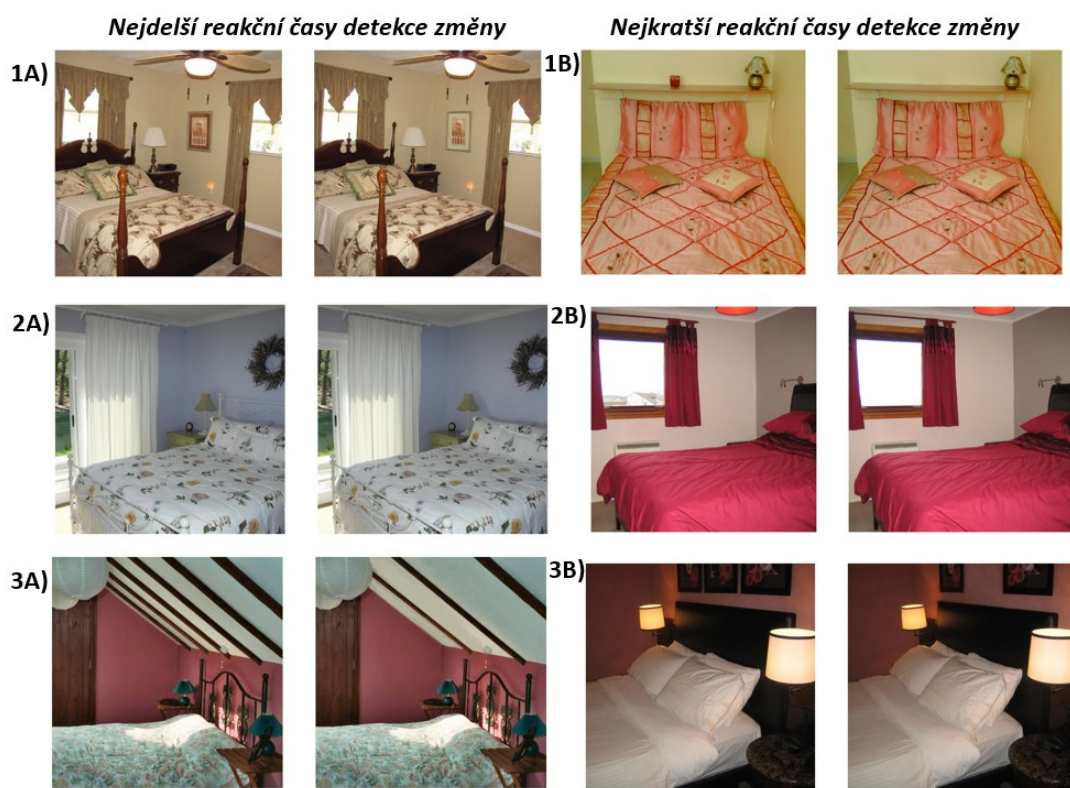 Nejdelší reakční časy detekce změny
Nejkratší reakční časy detekce změny
1A)
1B)
2A)
2B)
3A)
3B)